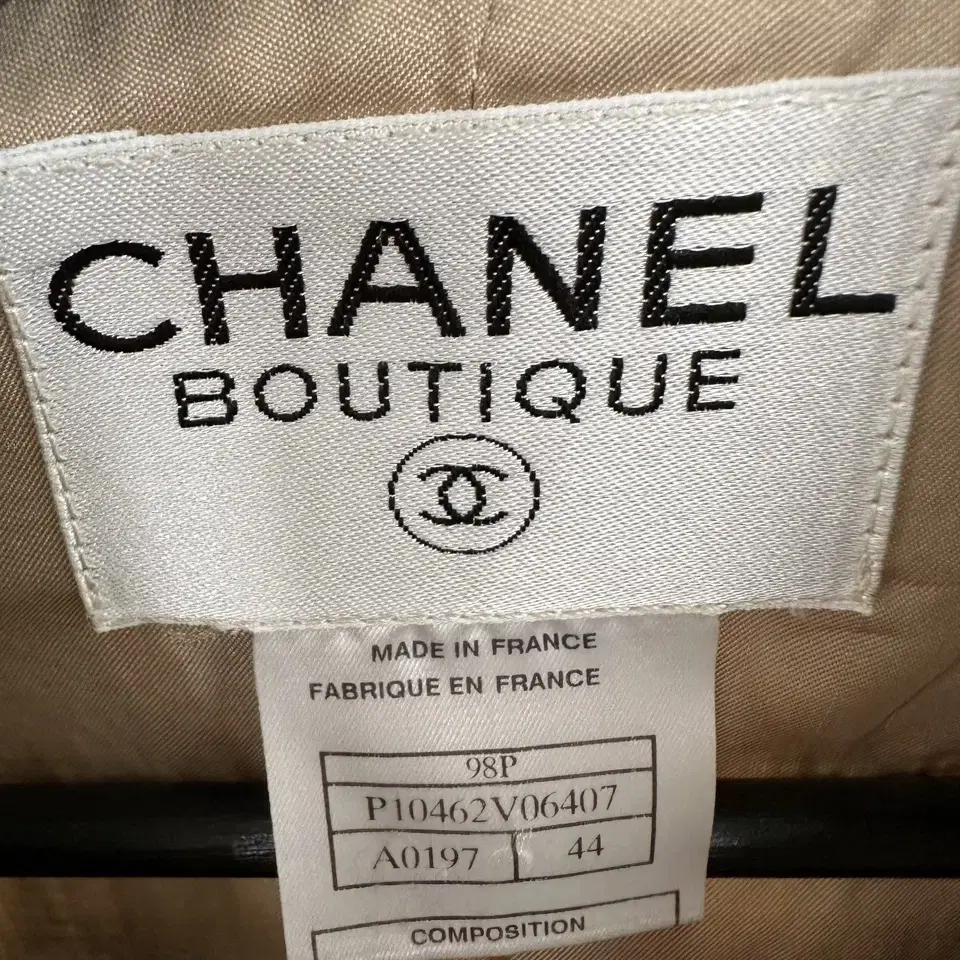 CHANEL
BOUTIQUE
MADE IN FRANCE
FABRIQUE EN FRANCE
98P
P10462V06407
A0197 44
COMPOSITION